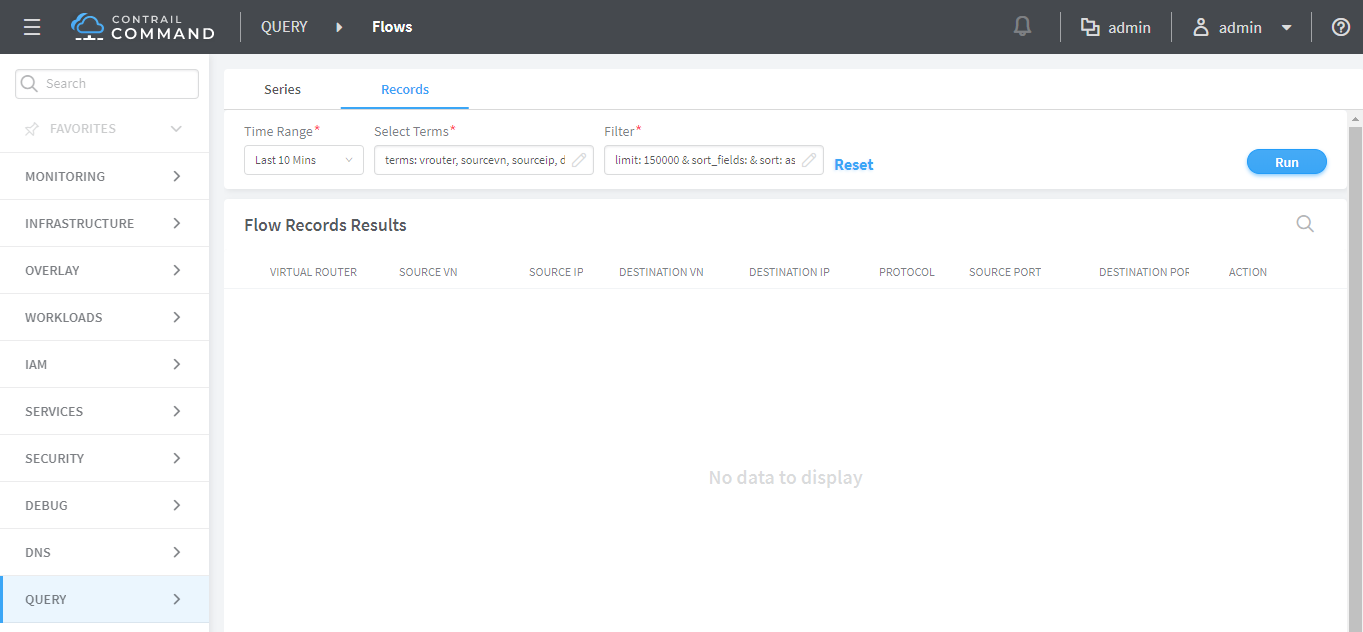 CONTRAIL
COMMAND
QUERY
Flows
admin
admin
Search
FAVORITES
MONITORING
INFRASTRUCTURE
OVERLAY
WORKLOADS
IAM
SERVICES
SECURITY
DEBUG
DNS
QUERY
Series
Records
Time Range*
Select Terms*
Filter*
Last 10 Mins
terms: vrouter, sourcevn, sourceip, d
limit: 150000 & sort_fields: & sort: as
Reset
Run
Flow Records Results
VIRTUAL ROUTER
SOURCE VN
SOURCE IP
DESTINATION VN
DESTINATION IP
PROTOCOL
SOURCE PORT
DESTINATION POR
ACTION
No data to display